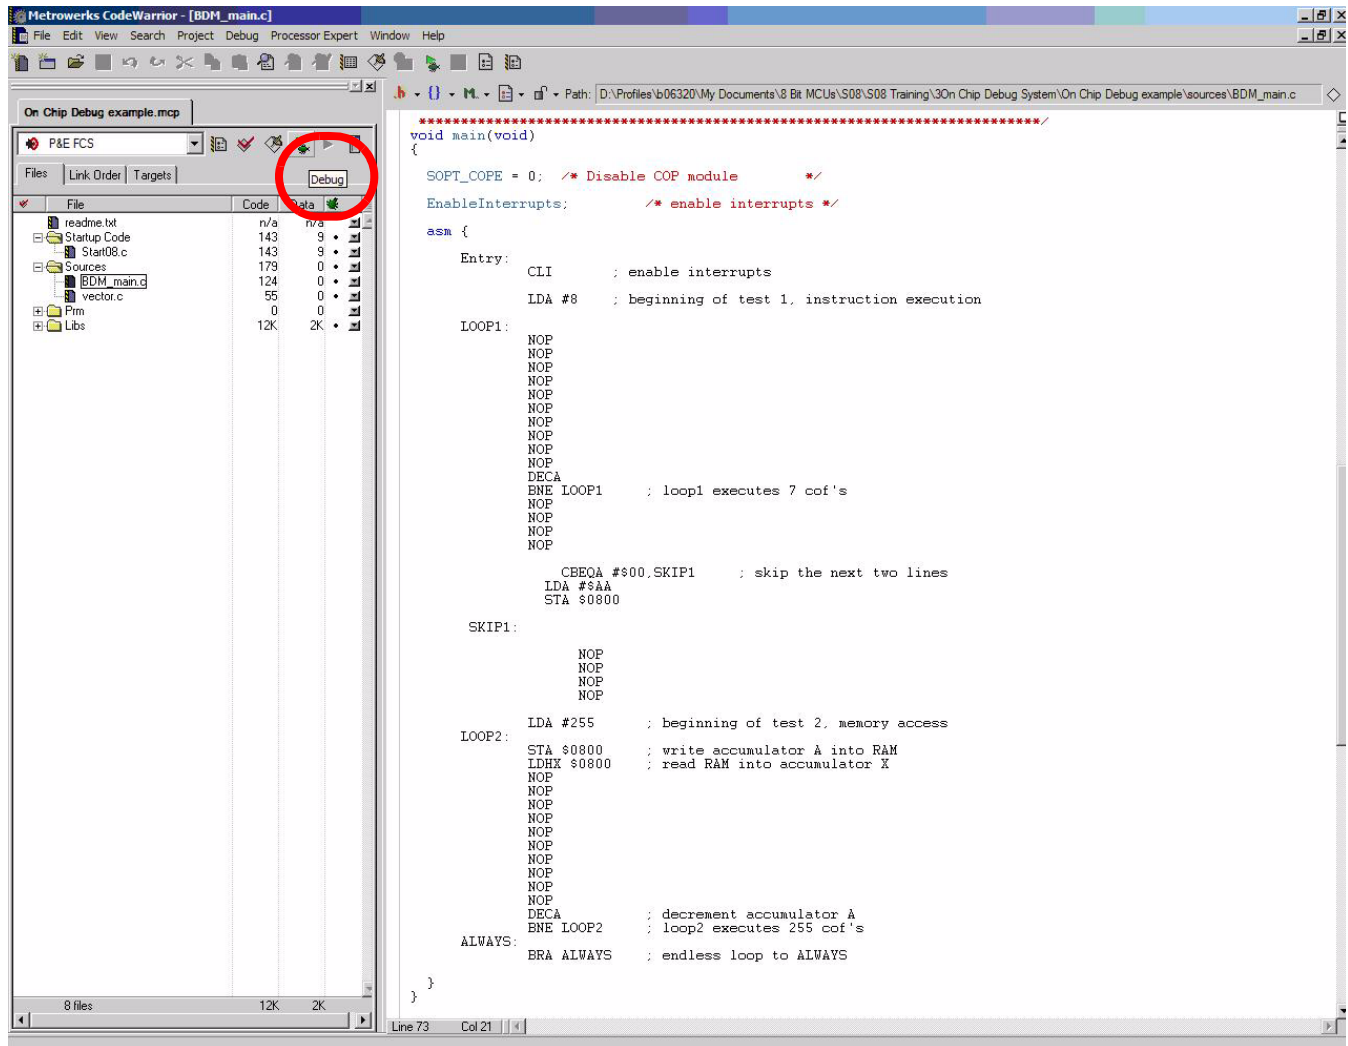 Metrowerks CodeWarrior - [BDM_main.c]
File Edit View Search Project Debug Processor Expert Window Help
Path: D:\Profiles\b06320\My Documents\8 Bit MCUs\S08\S08 Training\3On Chip Debug System\On Chip Debug example\sources\BDM_main.c
On Chip Debug example.mcp
P&E FCS
Files Link Order Targets
Debug
File Code Data
readme.txt n/a n/a
Startup Code 143 9
Start08.c 143 9
Sources 179 0
BDM_main.c 124 0
vector.c 55 0
Prm 0 0
Libs 12K 2K
8 files 12K 2K
void main(void)
{
SOPT_COPE = 0; /* Disable COP module */
EnableInterrupts; /* enable interrupts */
asm {
Entry:
CLI ; enable interrupts
LDA #8 ; beginning of test 1, instruction execution
LOOP1:
NOP
NOP
NOP
NOP
NOP
NOP
NOP
NOP
NOP
NOP
DECA
BNE LOOP1 ; loop1 executes 7 cof's
NOP
NOP
NOP
NOP
CBEQA #$00,SKIP1 ; skip the next two lines
LDA #$AA
STA $0800
SKIP1:
NOP
NOP
NOP
NOP
LDA #255 ; beginning of test 2, memory access
LOOP2:
STA $0800 ; write accumulator A into RAM
LDHX $0800 ; read RAM into accumulator X
NOP
NOP
NOP
NOP
NOP
NOP
NOP
NOP
NOP
NOP
DECA ; decrement accumulator A
BNE LOOP2 ; loop2 executes 255 cof's
ALWAYS:
BRA ALWAYS ; endless loop to ALWAYS
}
}
Line 73 Col 21